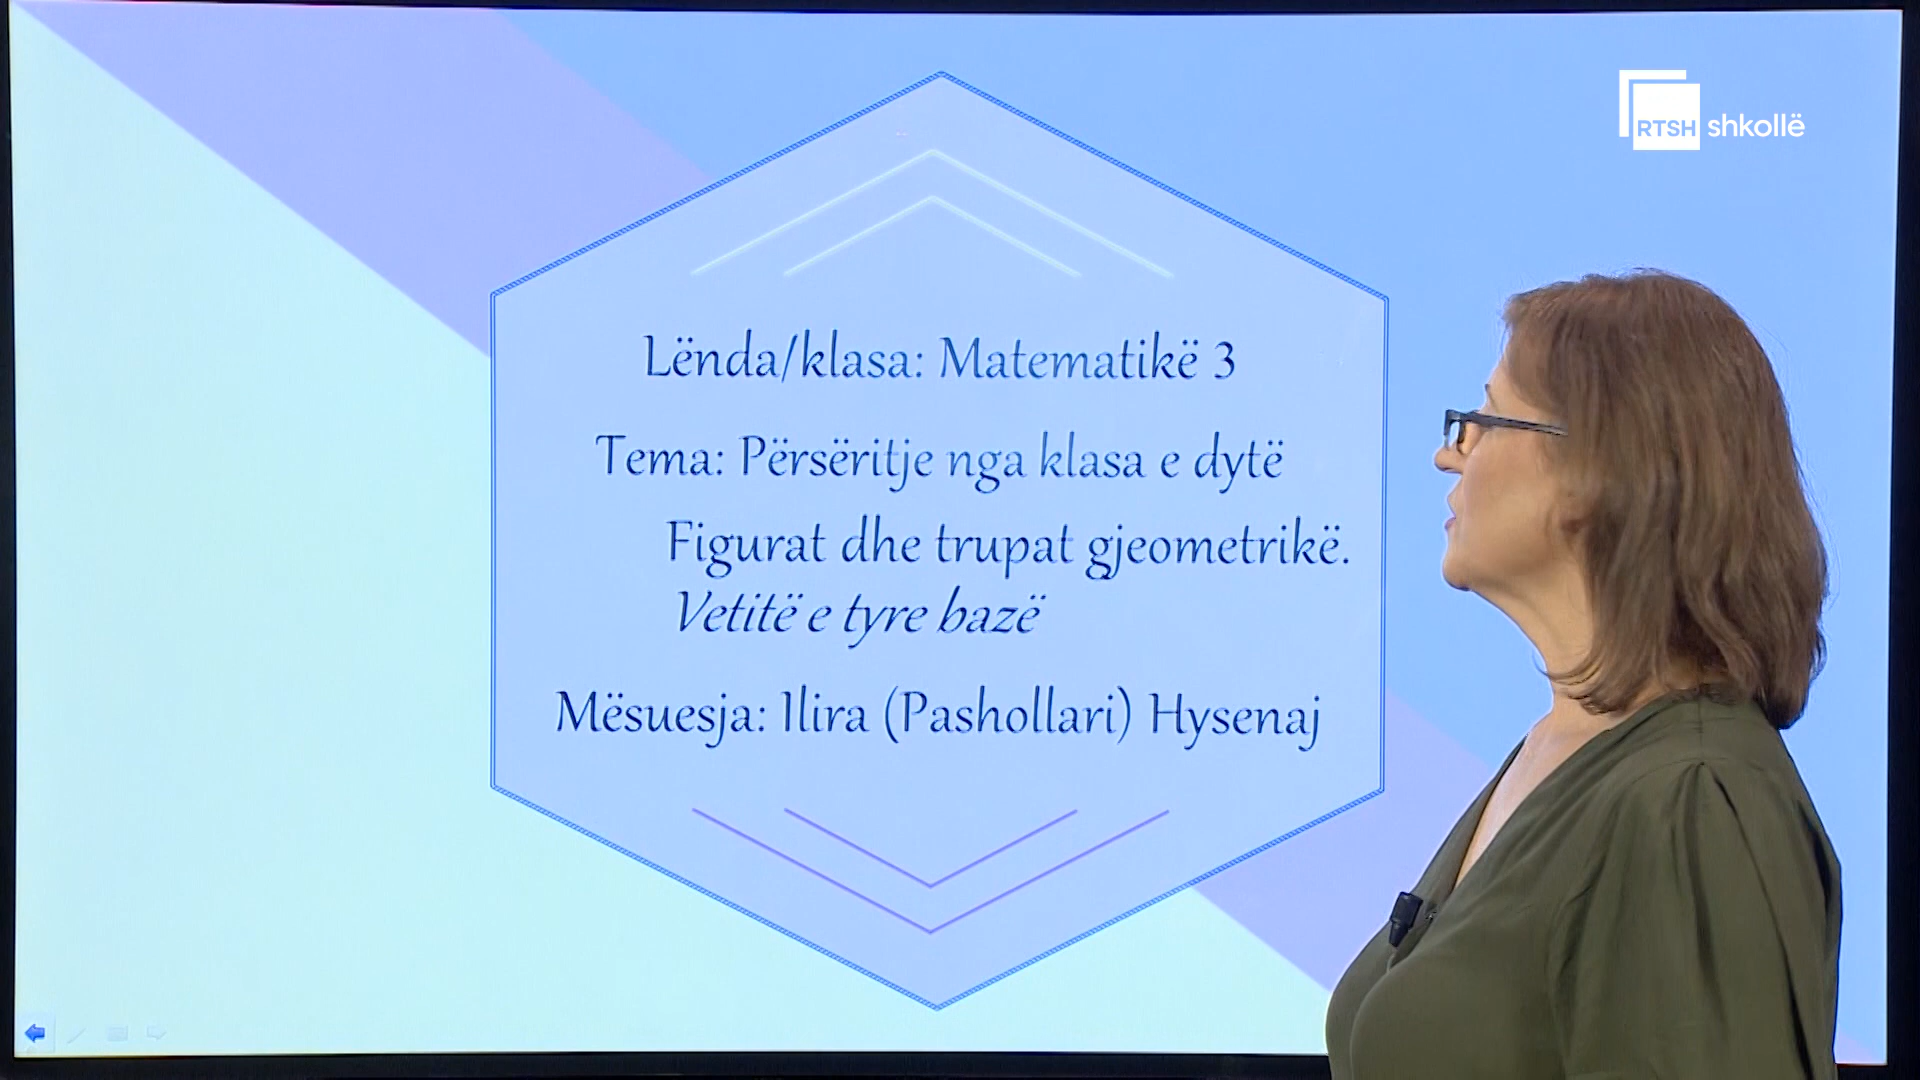 RTSH shkollë
Lënda/klasa: Matematikë 3
Tema: Përsëritje nga klasa e dytë
Figurat dhe trupat gjeometrikë.
Vetitë e tyre bazë
Mësuesja: Ilira (Pashollari) Hysenaj